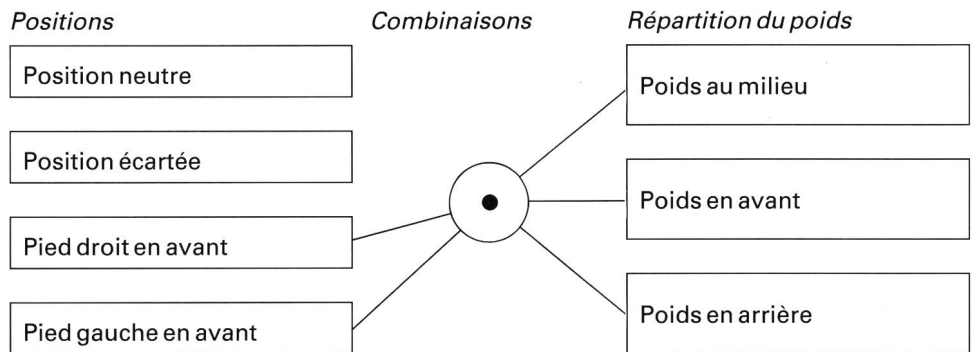 Positions
Combinaisons
Répartition du poids
Position neutre
Position écartée
Pied droit en avant
Pied gauche en avant
Poids au milieu
Poids en avant
Poids en arrière